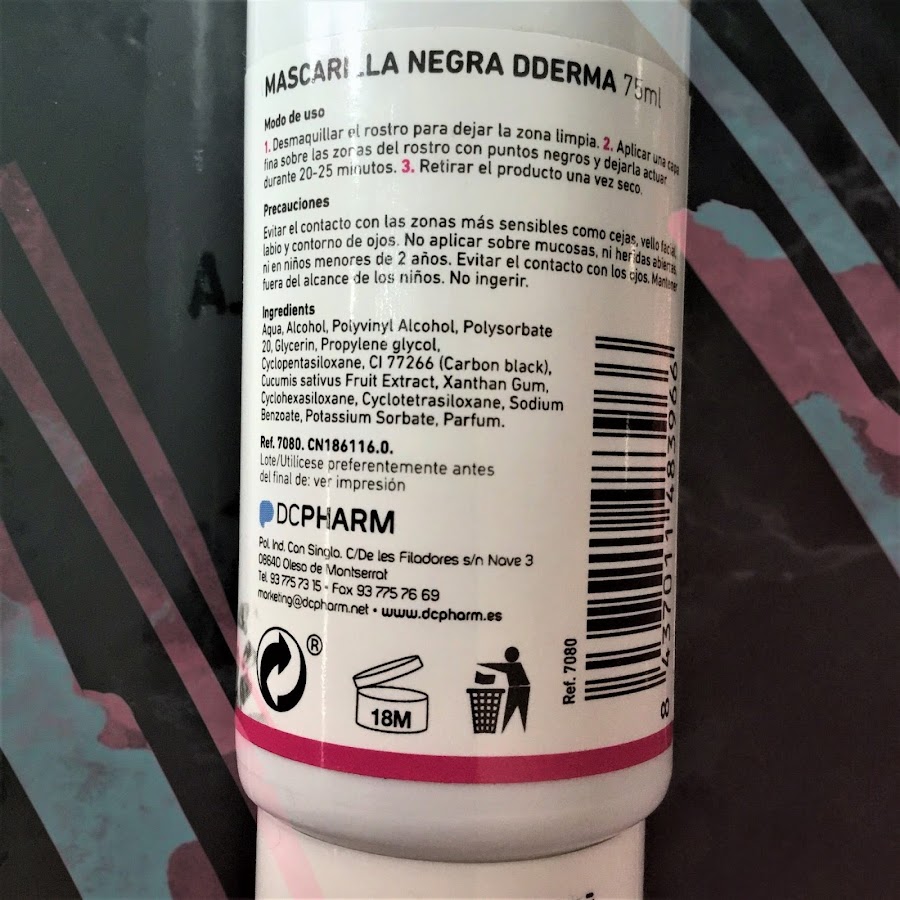 MASCARILLA NEGRA DDERMA 75ml
Modo de uso
1. Desmaquillar el rostro para dejar la zona limpia. 2. Aplicar una capa
fina sobre las zonas del rostro con puntos negros y dejarla actuar
durante 20-25 minutos. 3. Retirar el producto una vez seco.
Precauciones
Evitar el contacto con las zonas más sensibles como cejas, vello facial,
labio y contorno de ojos. No aplicar sobre mucosas, ni heridas abiertas,
ni en niños menores de 2 años. Evitar el contacto con los ojos. Mantener
fuera del alcance de los niños. No ingerir.
Ingredients
Aqua, Alcohol, Polyvinyl Alcohol, Polysorbate
20, Glycerin, Propylene glycol,
Cyclopentasiloxane, CI 77266 (Carbon black),
Cucumis sativus Fruit Extract, Xanthan Gum,
Cyclohexasiloxane, Cyclotetrasiloxane, Sodium
Benzoate, Potassium Sorbate, Parfum.
Ref. 7080. CN186116.0.
Lote/Utilícese preferentemente antes
del final de: ver impresión
DCPHARM
Pol. Ind. Can Singla. C/De les Filadores s/n Nave 3
08640 Olesa de Montserrat
Tel. 93 775 73 15 - Fax 93 775 76 69
marketing@dcpharm.net • www.dcpharm.es
®
18M
Ref. 7080
8 437011 483966